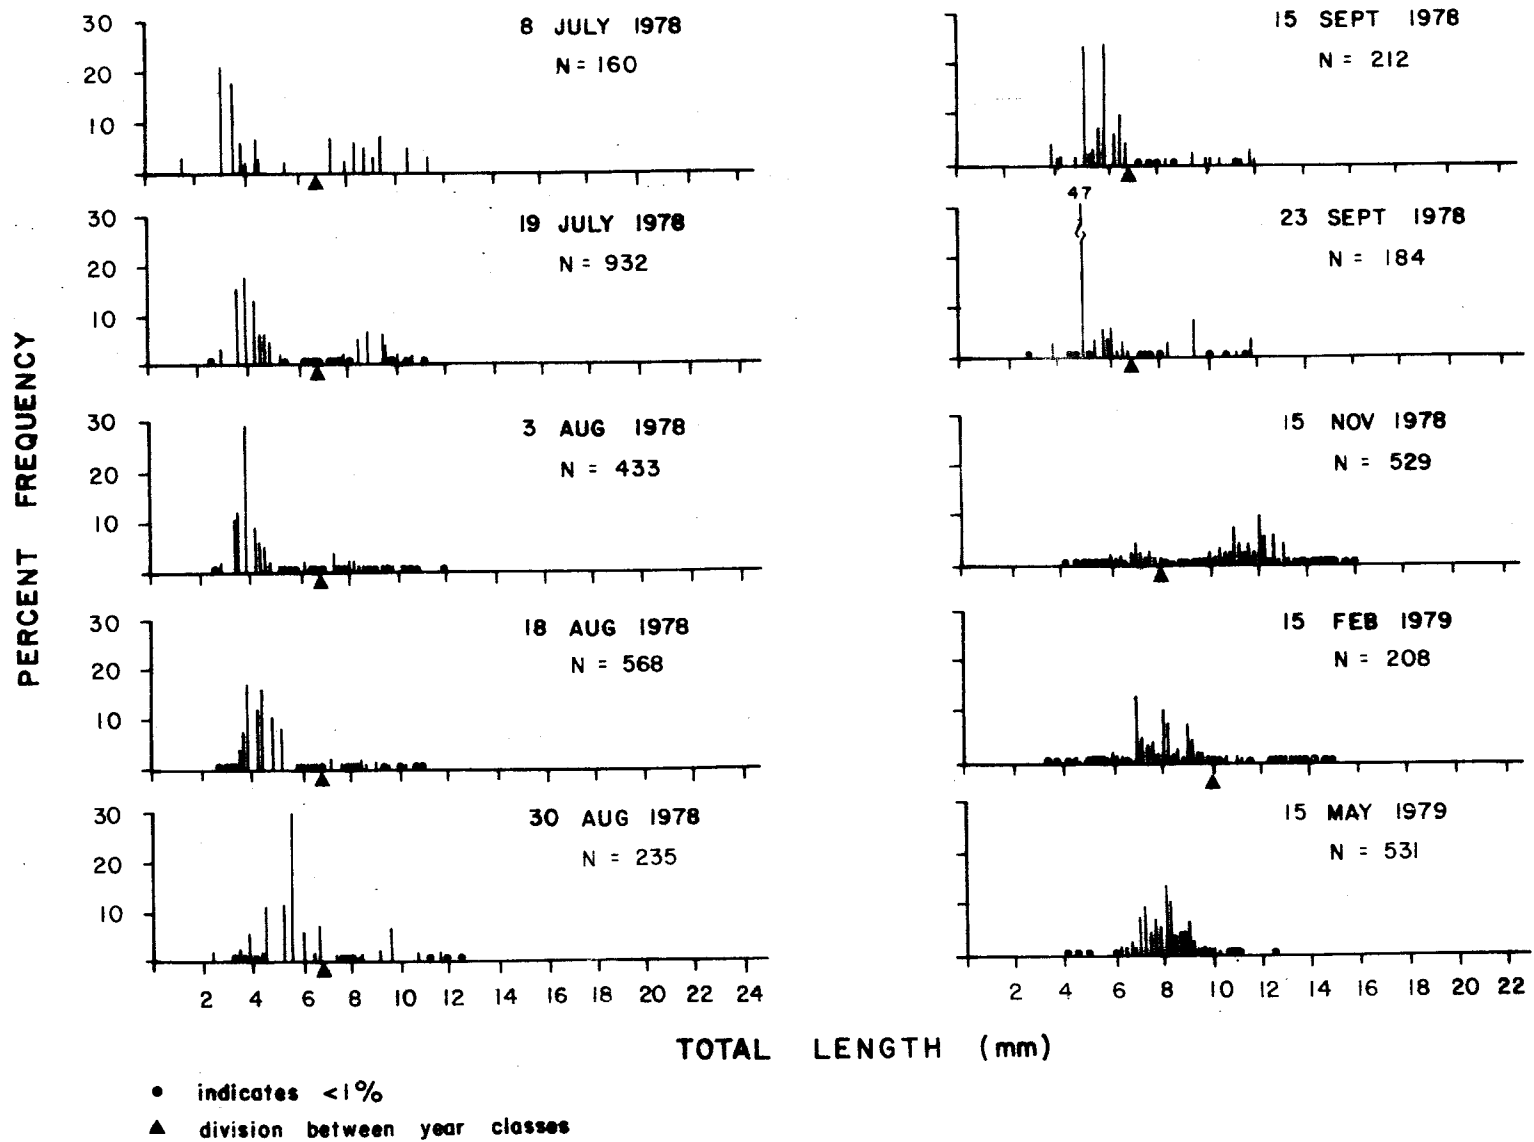 30
20
10
8 JULY 1978
N = 160
30
20
10
19 JULY 1978
N = 932
30
20
10
3 AUG 1978
N = 433
30
20
10
18 AUG 1978
N = 568
30
20
10
30 AUG 1978
N = 235
2 4 6 8 10 12 14 16 18 20 22 24
15 SEPT 1978
N = 212
47
23 SEPT 1978
N = 184
15 NOV 1978
N = 529
15 FEB 1979
N = 208
15 MAY 1979
N = 531
2 4 6 8 10 12 14 16 18 20 22
PERCENT FREQUENCY
TOTAL LENGTH (mm)
● indicates <1%
▲ division between year classes